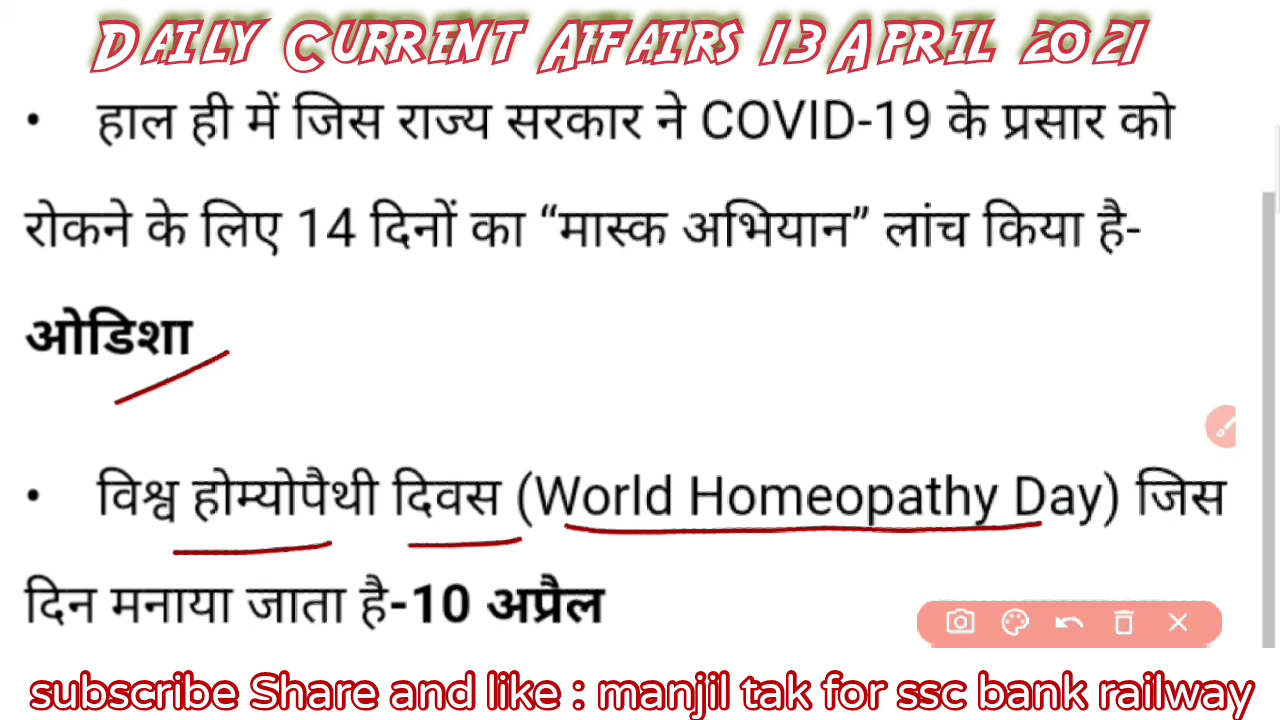 DAILY CURRENT AFFAIRS 13 APRIL 2021
• हाल ही में जिस राज्य सरकार ने COVID-19 के प्रसार को
रोकने के लिए 14 दिनों का “मास्क अभियान” लांच किया है-
ओडिशा
• विश्व होम्योपैथी दिवस (World Homeopathy Day) जिस
दिन मनाया जाता है-10 अप्रैल
subscribe Share and like : manjil tak for ssc bank railway